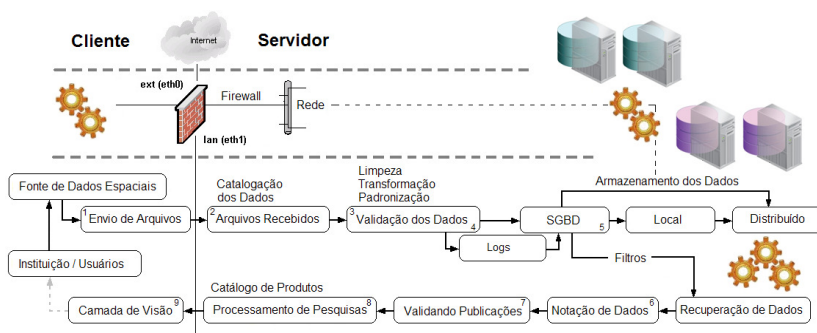 Cliente
Internet
Servidor
ext (eth0)
Firewall
Rede
lan (eth1)
Fonte de Dados Espaciais
Catalogação
dos Dados
Limpeza
Transformação
Padronização
Armazenamento dos Dados
1 Envio de Arquivos
2 Arquivos Recebidos
3 Validação dos Dados 4
SGBD 5
Local
Distribuído
Logs
Instituição / Usuários
Filtros
Catálogo de Produtos
Camada de Visão 9
Processamento de Pesquisas 8
Validando Publicações 7
Notação de Dados 6
Recuperação de Dados